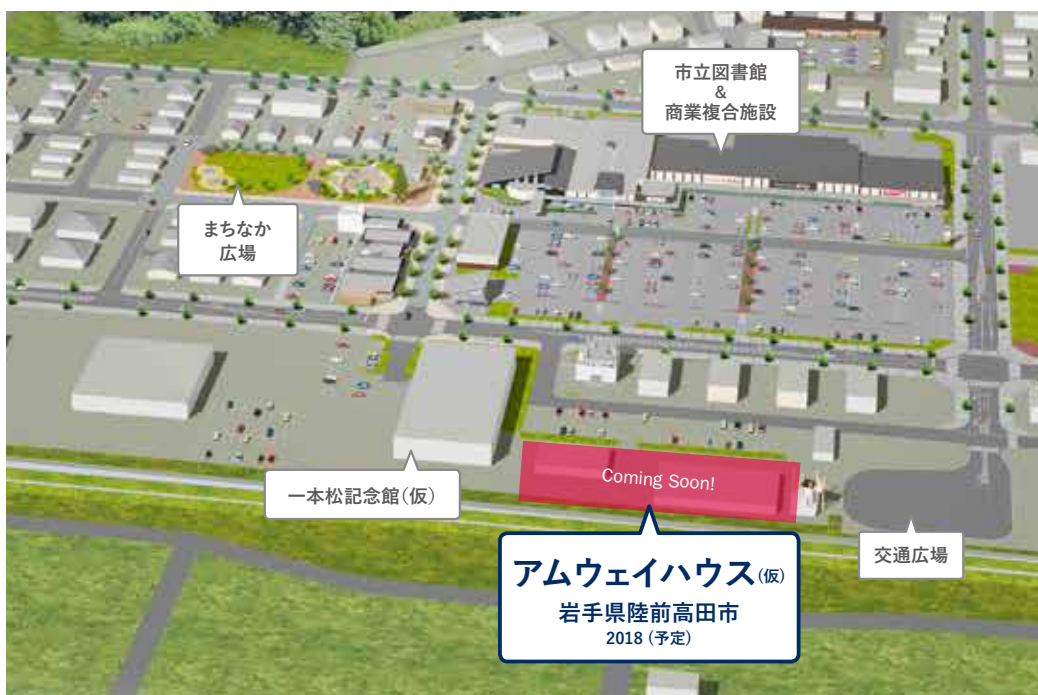 市立図書館
&
商業複合施設
まちなか
広場
Coming Soon!
一本松記念館(仮)
アムウェイハウス(仮)
岩手県陸前高田市
2018 (予定)
交通広場